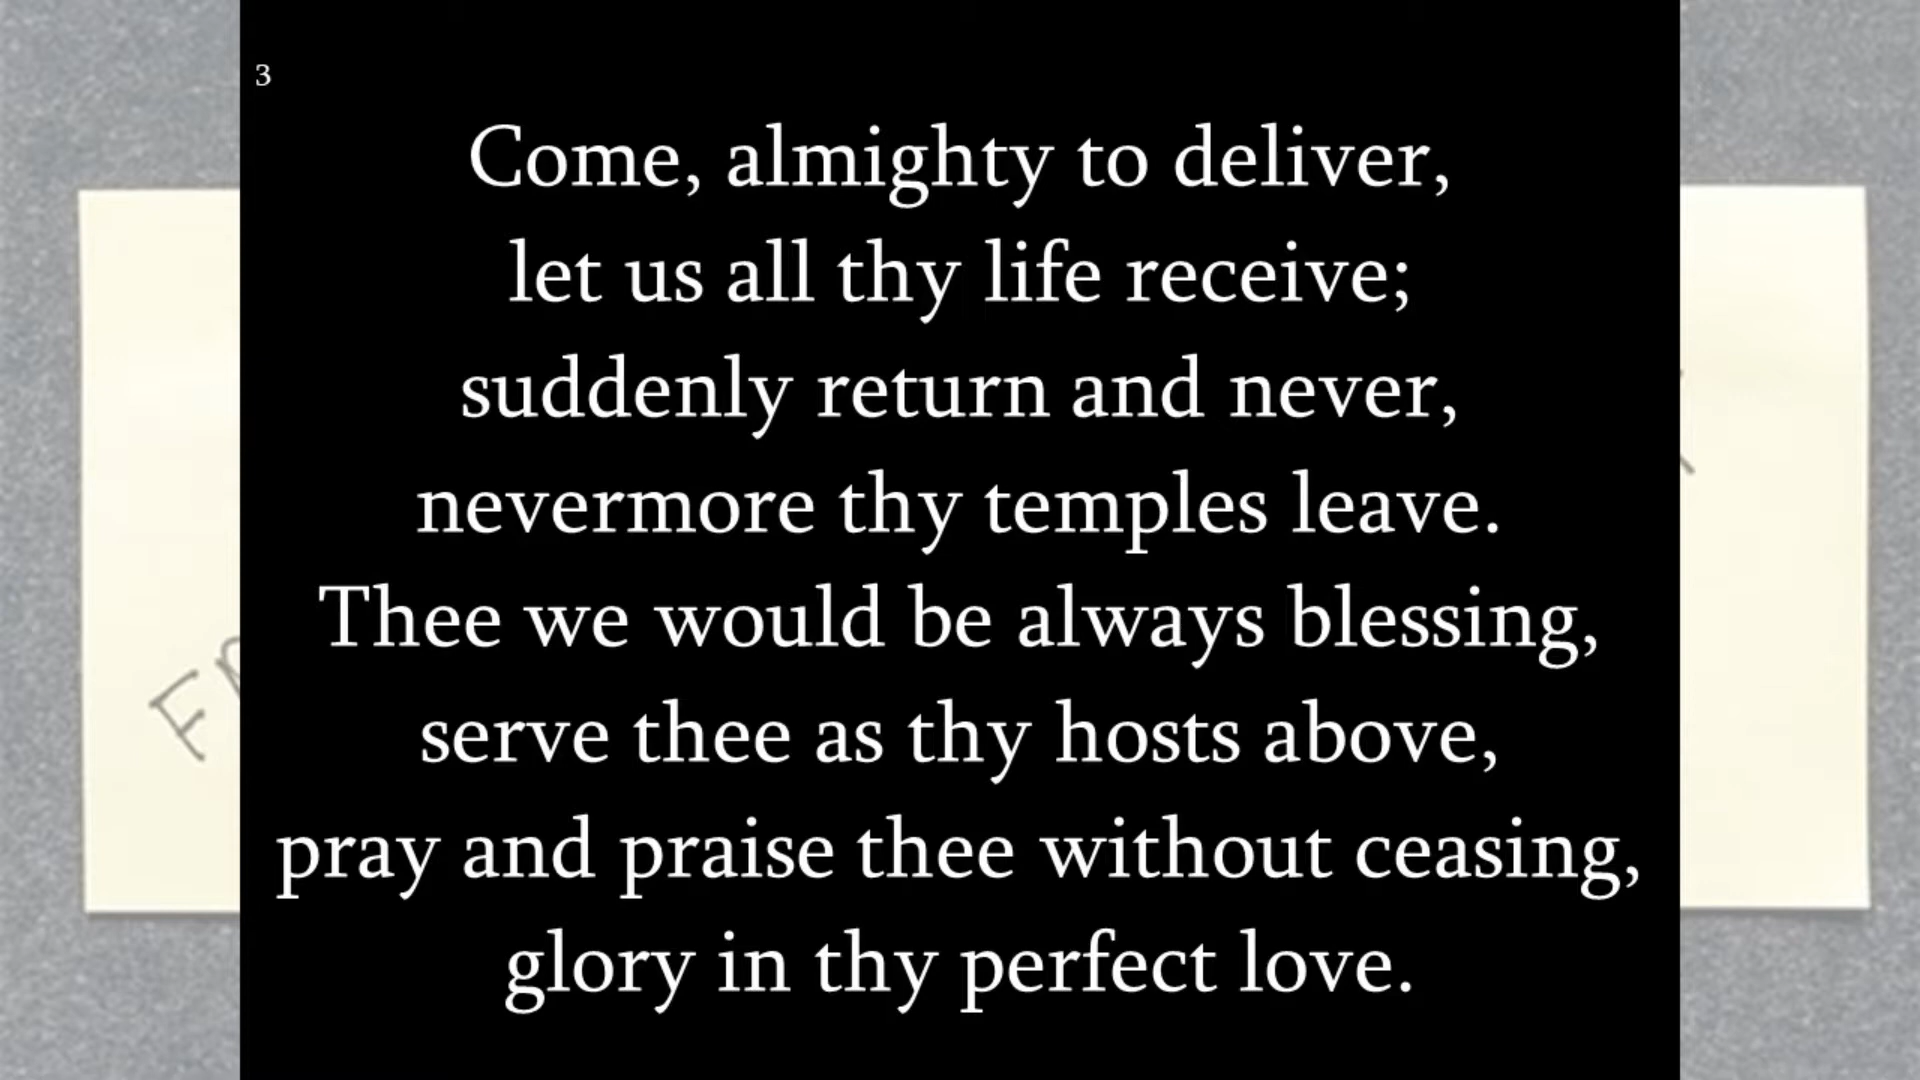 3
Come, almighty to deliver,
let us all thy life receive;
suddenly return and never,
nevermore thy temples leave.
Thee we would be always blessing,
serve thee as thy hosts above,
pray and praise thee without ceasing,
glory in thy perfect love.